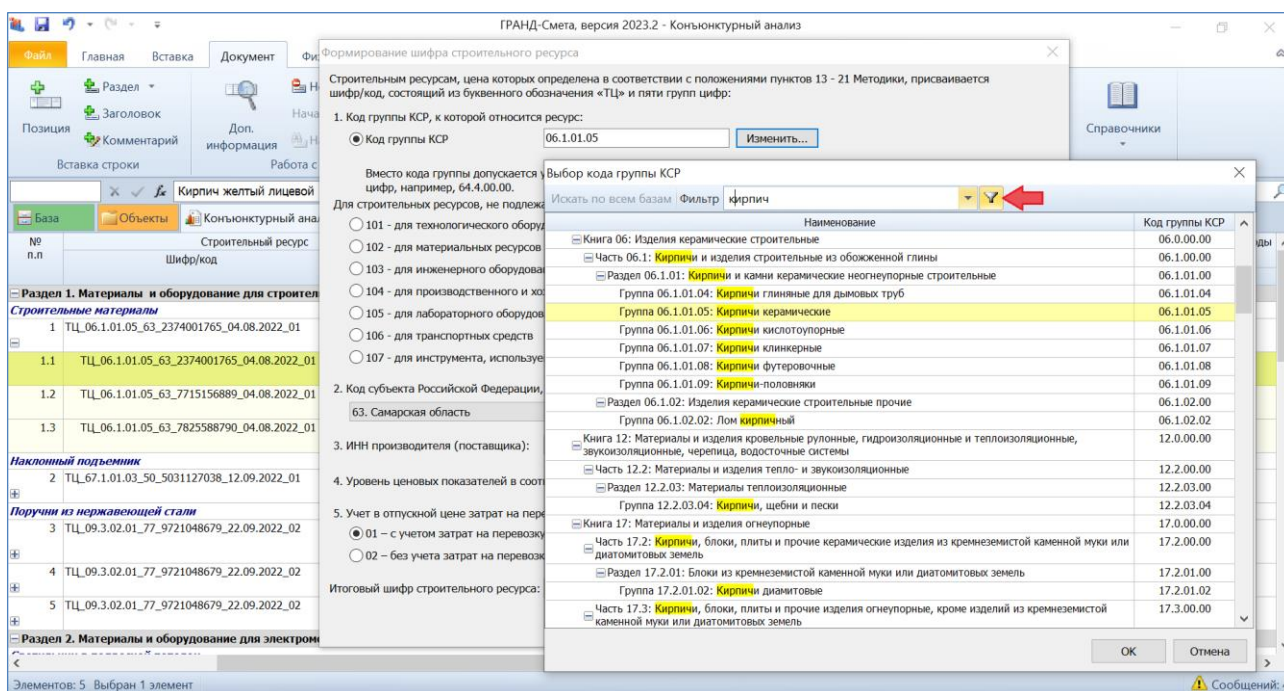 ГРАНД-Смета, версия 2023.2 - Конъюнктурный анализ
Файл Главная Вставка Документ
Позиция
Раздел
Заголовок
Комментарий
Вставка строки
Доп. информация
Работа с
Справочники
Кирпич желтый лицевой
База Объекты Конъюнктурный
№ п.п
Строительный ресурс
Шифр/код
Раздел 1. Материалы и оборудование для
Строительные материалы
1 ТЦ_06.1.01.05_63_2374001765_04.08.2022_01
1.1 ТЦ_06.1.01.05_63_2374001765_04.08.2022_01
1.2 ТЦ_06.1.01.05_63_7715156889_04.08.2022_01
1.3 ТЦ_06.1.01.05_63_7825588790_04.08.2022_01
Наклонный подъемник
2 ТЦ_67.1.01.03_50_5031127038_12.09.2022_01
Поручни из нержавеющей стали
3 ТЦ_09.3.02.01_77_9721048679_22.09.2022_02
4 ТЦ_09.3.02.01_77_9721048679_22.09.2022_02
5 ТЦ_09.3.02.01_77_9721048679_22.09.2022_02
Раздел 2. Материалы и оборудование для
Элементов: 5 Выбран 1 элемент
Сообщений:
Формирование шифра строительного ресурса
Строительным ресурсам, цена которых определена в соответствии с положениями пунктов 13 - 21 Методики, присваивается
шифр/код, состоящий из буквенного обозначения «ТЦ» и пяти групп цифр:
1. Код группы КСР, к которой относится ресурс:
Код группы КСР 06.1.01.05 Изменить...
Вместо кода группы допускается
цифр, например, 64.4.00.00.
Для строительных ресурсов, не
101 - для технологического
102 - для материальных ресурсов
103 - для инженерного
104 - для производственного и
105 - для лабораторного
106 - для транспортных средств
107 - для инструмента,
2. Код субъекта Российской Федерации,
63. Самарская область
3. ИНН производителя (поставщика):
4. Уровень ценовых показателей в
5. Учет в отпускной цене затрат на
01 – с учетом затрат на перевозку
02 – без учета затрат на
Итоговый шифр строительного ресурса:
Выбор кода группы КСР
Искать по всем базам Фильтр кирпич
Наименование Код группы КСР
Книга 06: Изделия керамические строительные 06.0.00.00
Часть 06.1: Кирпичи и изделия строительные из обожженной глины 06.1.00.00
Раздел 06.1.01: Кирпичи и камни керамические неогнеупорные строительные 06.1.01.00
Группа 06.1.01.04: Кирпичи глиняные для дымовых труб 06.1.01.04
Группа 06.1.01.05: Кирпичи керамические 06.1.01.05
Группа 06.1.01.06: Кирпичи кислотоупорные 06.1.01.06
Группа 06.1.01.07: Кирпичи клинкерные 06.1.01.07
Группа 06.1.01.08: Кирпичи футеровочные 06.1.01.08
Группа 06.1.01.09: Кирпичи-половняки 06.1.01.09
Раздел 06.1.02: Изделия керамические строительные прочие 06.1.02.00
Группа 06.1.02.02: Лом кирпичный 06.1.02.02
Книга 12: Материалы и изделия кровельные рулонные, гидроизоляционные и теплоизоляционные, 12.0.00.00
звукоизоляционные, черепица, водосточные системы
Часть 12.2: Материалы и изделия тепло- и звукоизоляционные 12.2.00.00
Раздел 12.2.03: Материалы теплоизоляционные 12.2.03.00
Группа 12.2.03.04: Кирпичи, щебни и пески 12.2.03.04
Книга 17: Материалы и изделия огнеупорные 17.0.00.00
Часть 17.2: Кирпичи, блоки, плиты и прочие керамические изделия из кремнеземистой каменной муки или 17.2.00.00
диатомитовых земель
Раздел 17.2.01: Блоки из кремнеземистой каменной муки или диатомитовых земель 17.2.01.00
Группа 17.2.01.02: Кирпичи диамитовые 17.2.01.02
Часть 17.3: Кирпичи, блоки, плиты и прочие изделия огнеупорные, кроме изделий из кремнеземистой 17.3.00.00
каменной муки или диатомитовых земель
ОК Отмена